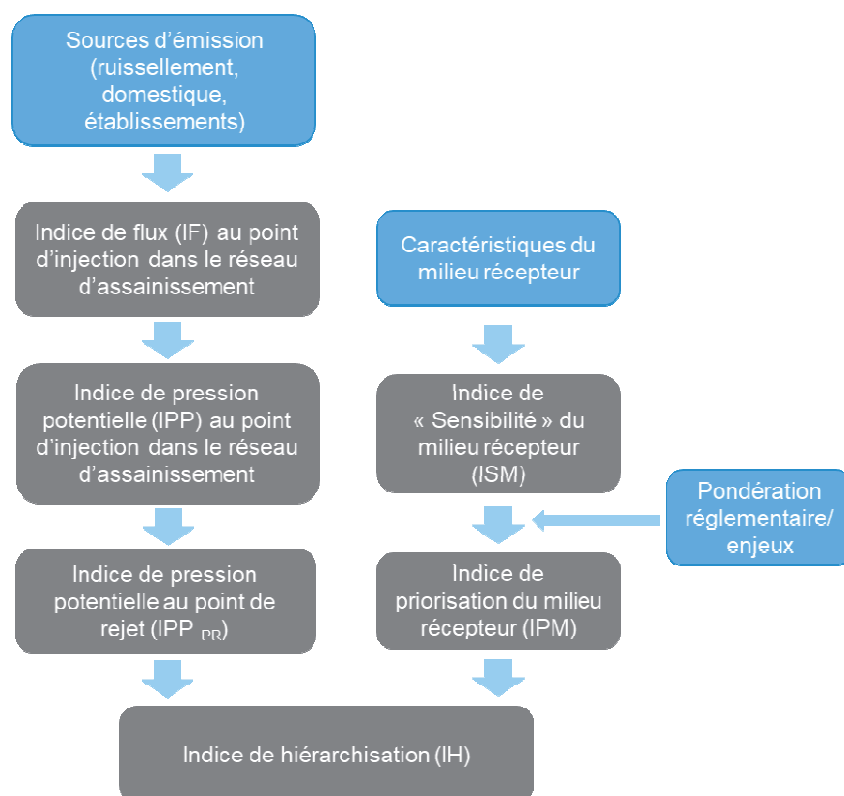 Sources d'émission
(ruissellement,
domestique,
établissements)
Indice de flux (IF) au point
d'injection dans le réseau
d'assainissement
Indice de pression
potentielle (IPP) au point
d'injection dans le réseau
d'assainissement
Indice de pression
potentielle au point de
rejet (IPP PR)
Caractéristiques du
milieu récepteur
Indice de
« Sensibilité » du
milieu récepteur
(ISM)
Pondération
réglementaire/
enjeux
Indice de
priorisation du milieu
récepteur (IPM)
Indice de hiérarchisation (IH)